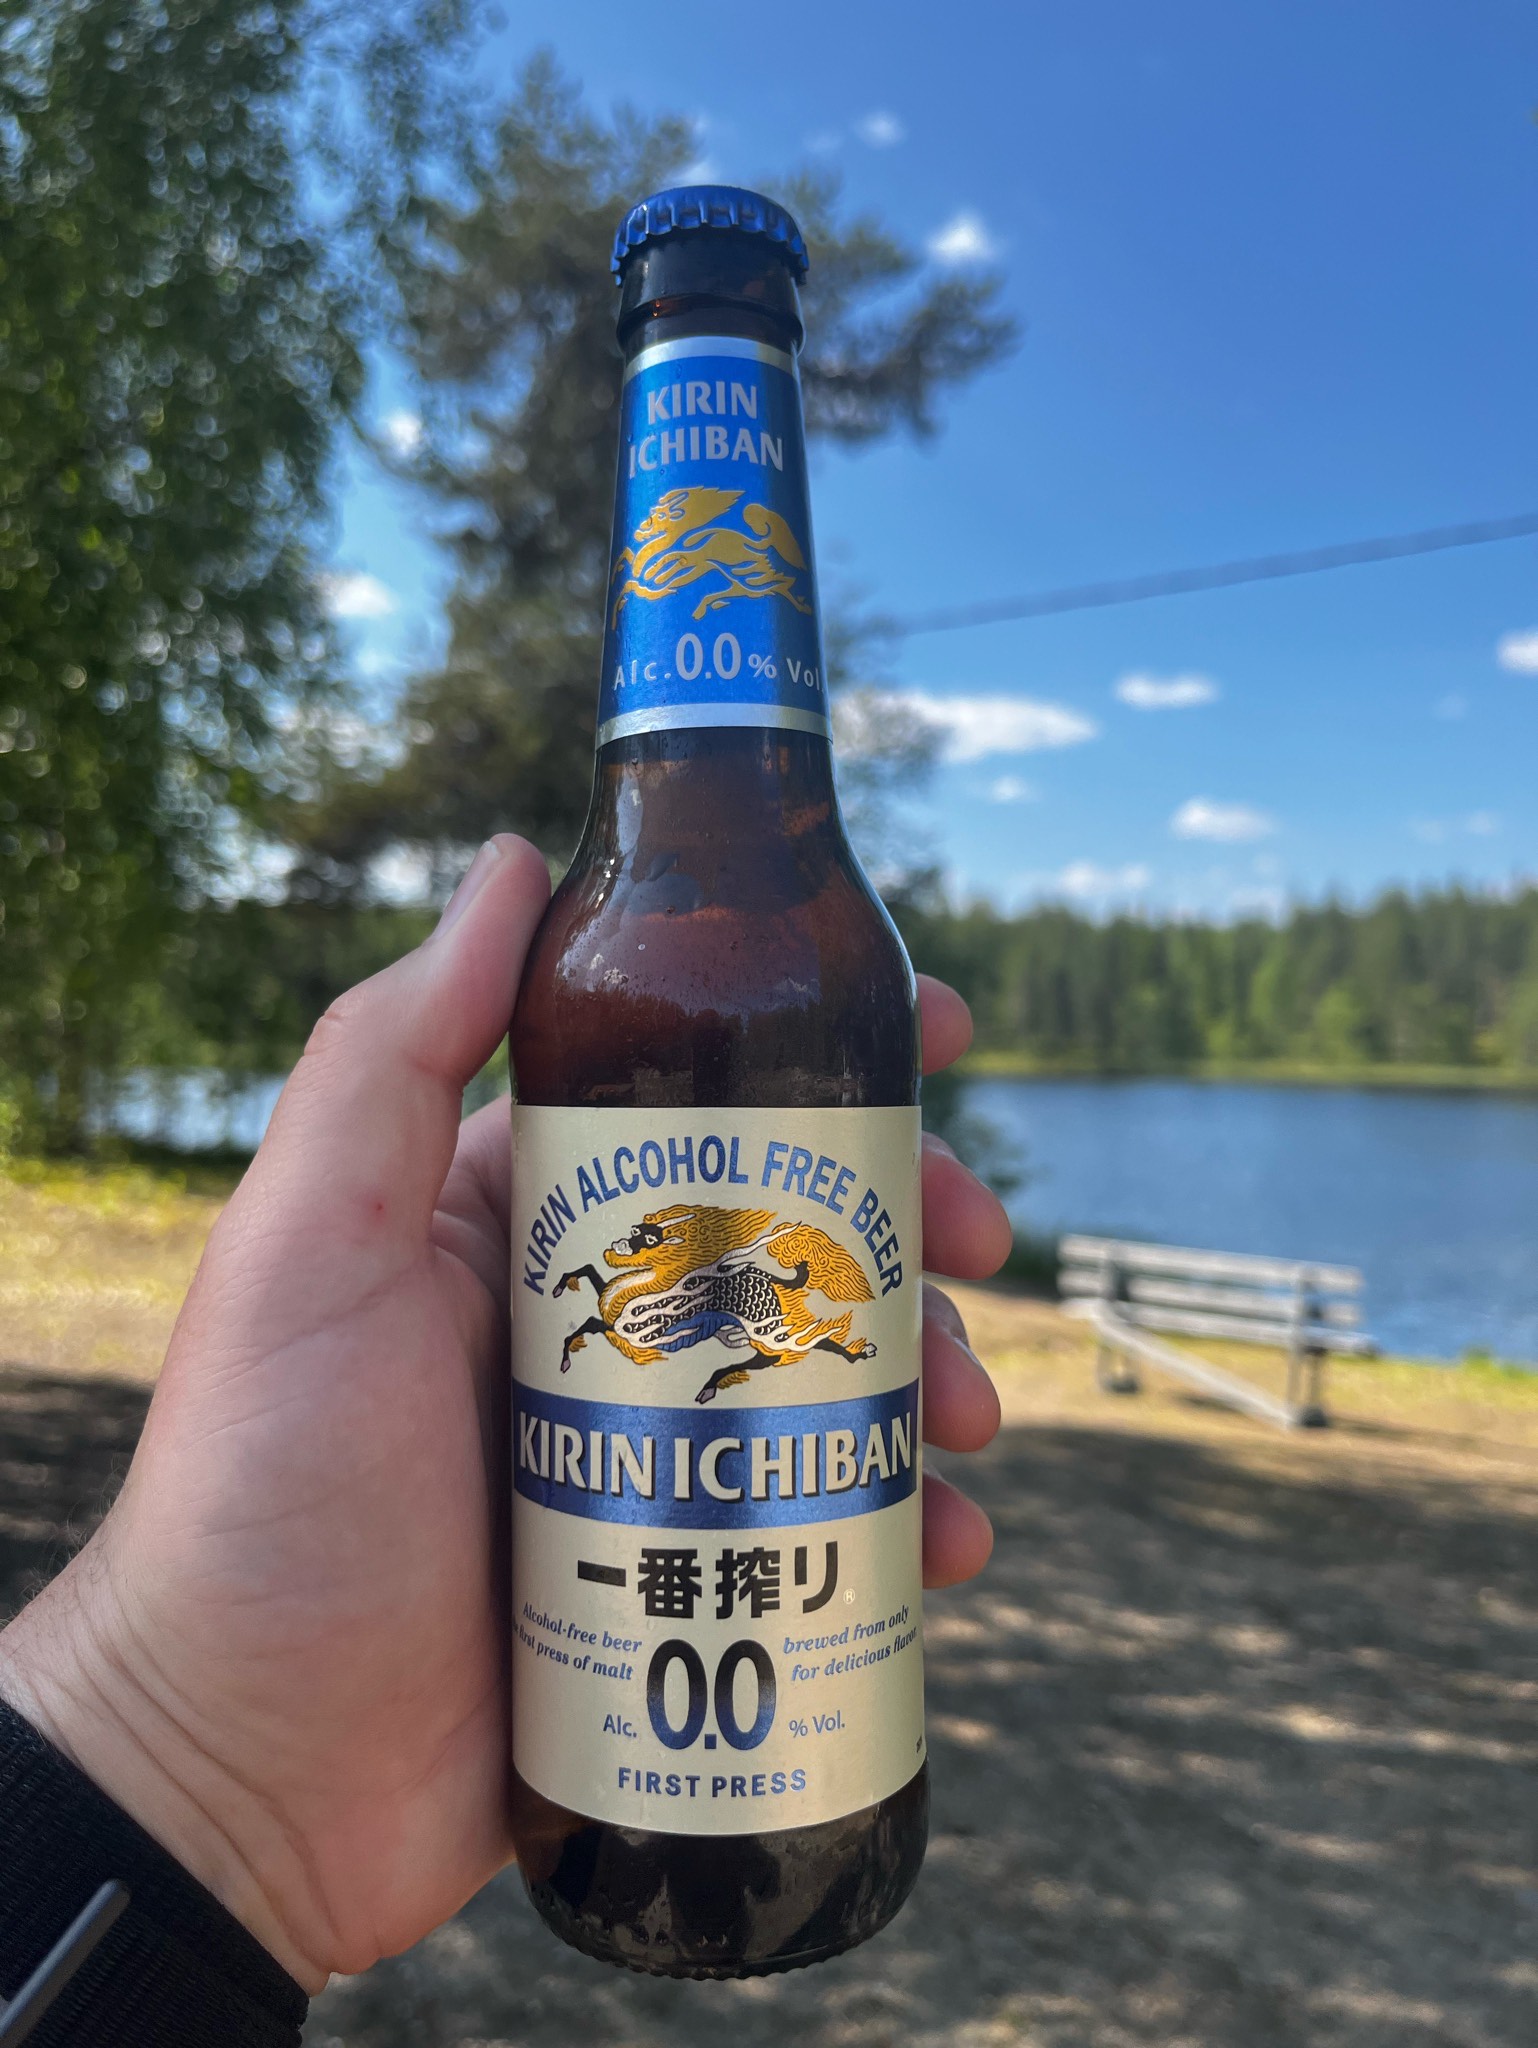 KIRIN
ICHIBAN
Alc. 0.0% Vol.
KIRIN ALCOHOL FREE BEER
KIRIN ICHIBAN
一番搾り®
Alcohol-free beer brewed from only
first press of malt for delicious flavor
Alc. 0.0% Vol.
FIRST PRESS